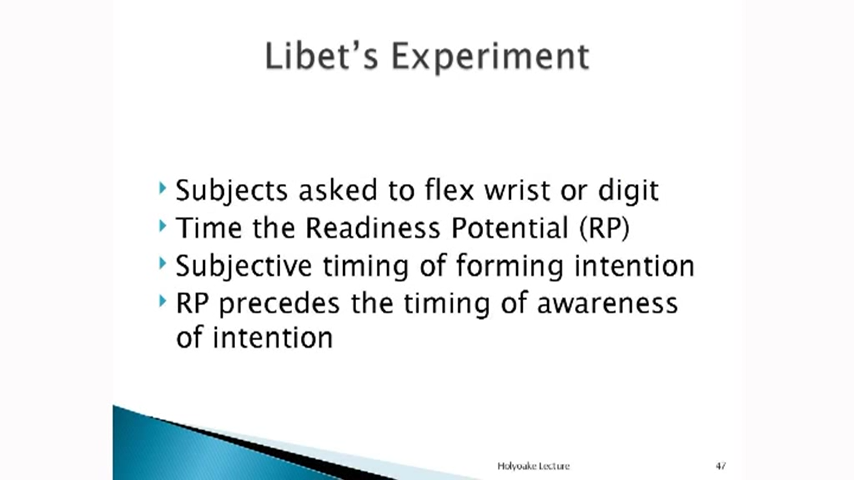 Libet's Experiment
Subjects asked to flex wrist or digit
Time the Readiness Potential (RP)
Subjective timing of forming intention
RP precedes the timing of awareness
of intention
Holyoake Lecture
47